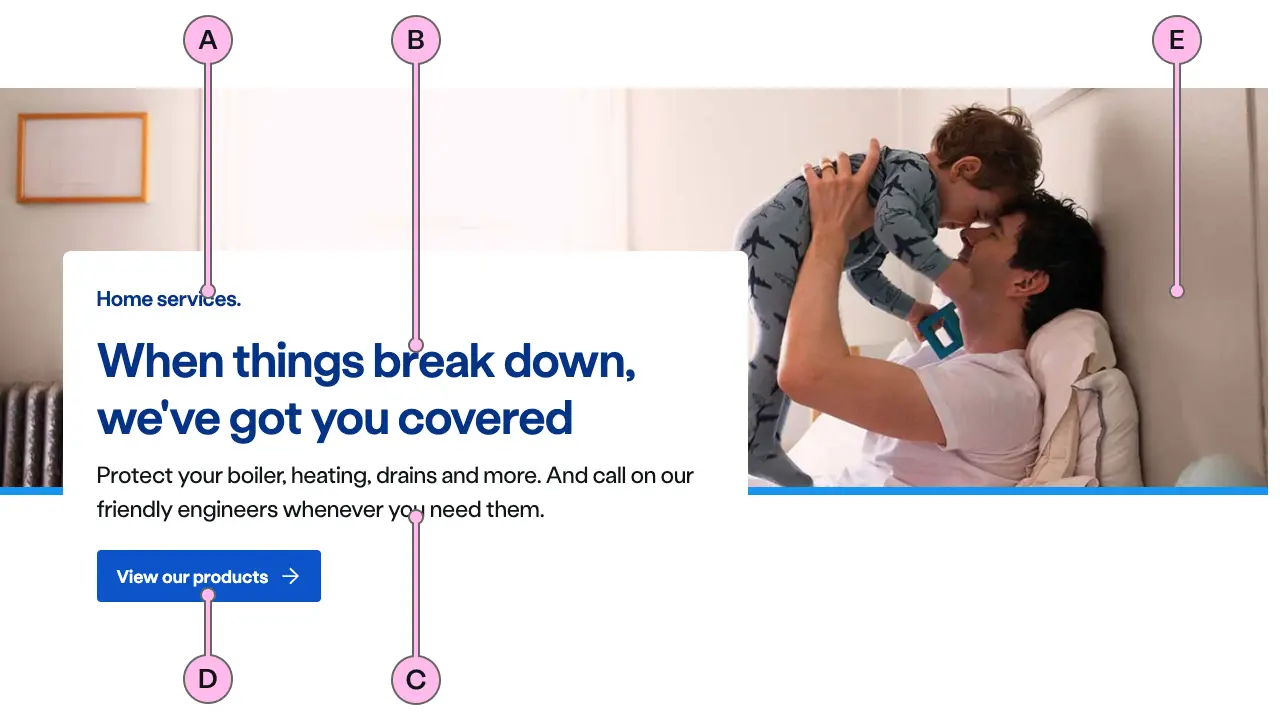 A
B
E
Home services.
When things break down,
we've got you covered
Protect your boiler, heating, drains and more. And call on our
friendly engineers whenever you need them.
View our products
D
C